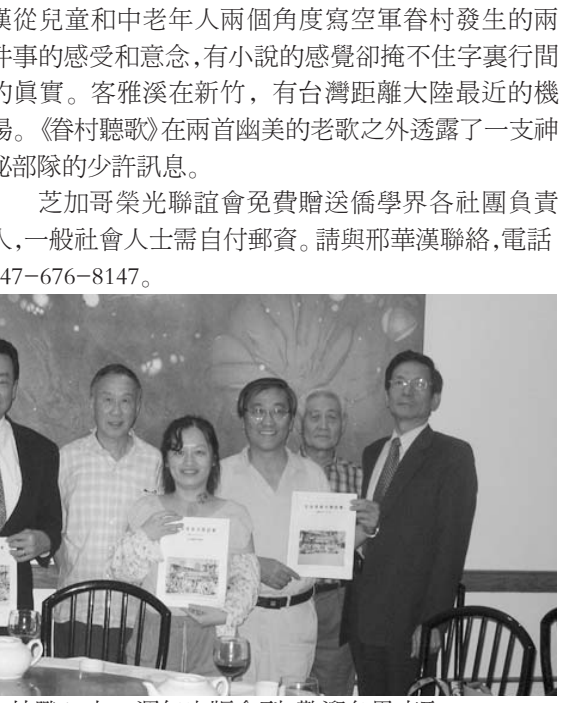 漢從兒童和中老年人兩個角度寫空軍眷村發生的兩
件事的感受和意念,有小說的感覺卻掩不住字裏行間
的眞實。客雅溪在新竹,有台灣距離大陸最近的機
場。《眷村聽歌》在兩首幽美的老歌之外透露了一支神
秘部隊的少許訊息。
芝加哥榮光聯誼會免費贈送僑學界各社團負責
人,一般社會人士需自付郵資。請與邢華漢聯絡,電話
47-676-8147。